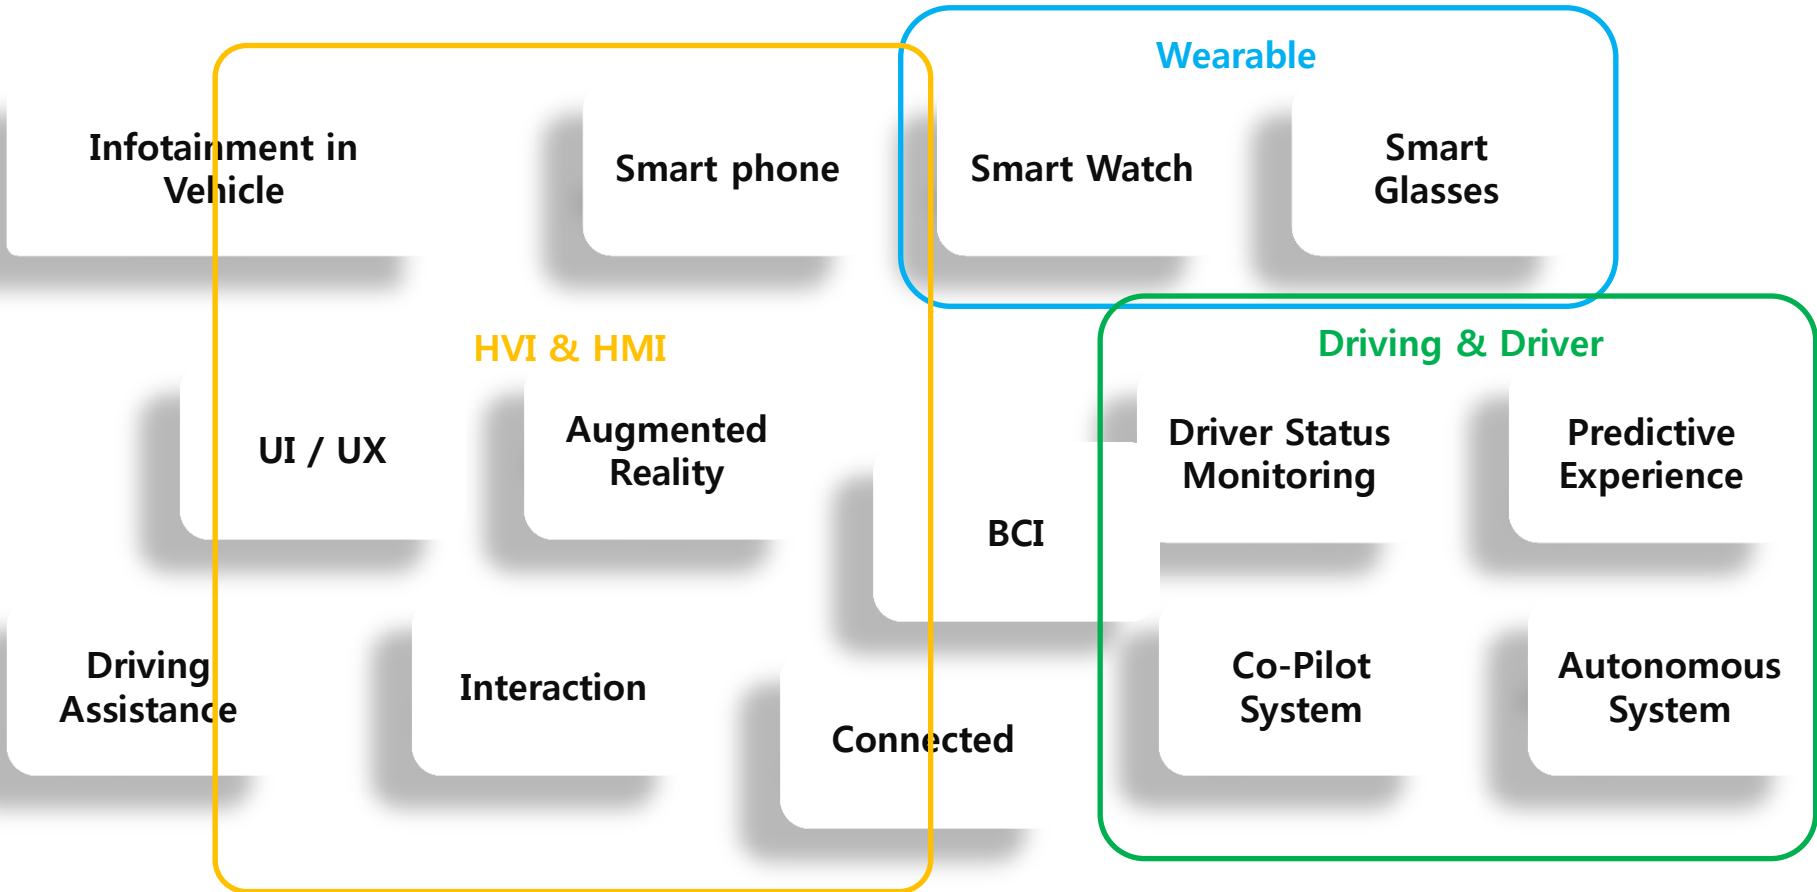 Wearable
Infotainment in
Vehicle
Smart phone
Smart Watch
Smart
Glasses
HVI & HMI
Driving & Driver
UI / UX
Augmented
Reality
BCI
Driver Status
Monitoring
Predictive
Experience
Driving
Assistance
Interaction
Connected
Co-Pilot
System
Autonomous
System